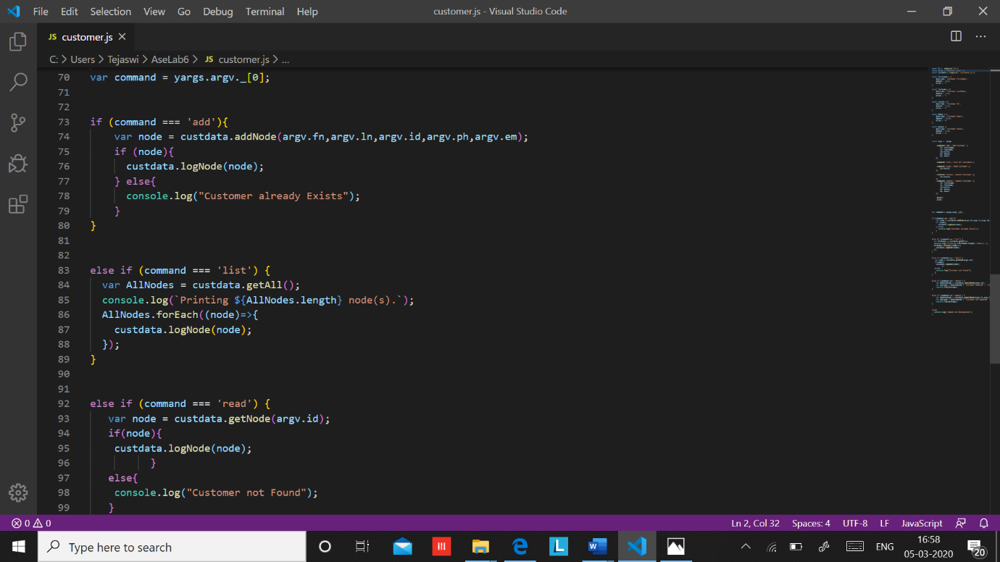 File Edit Selection View Go Debug Terminal Help customer.js - Visual Studio Code
JS customer.js
C: > Users > Tejaswi > AseLab6 > JS customer.js > ...
70 var command = yargs.argv._[0];
71
72
73 if (command === 'add'){
74 var node = custdata.addNode(argv.fn,argv.ln,argv.id,argv.ph,argv.em);
75 if (node){
76 custdata.logNode(node);
77 } else{
78 console.log("Customer already Exists");
79 }
80 }
81
82
83 else if (command === 'list') {
84 var AllNodes = custdata.getAll();
85 console.log(`Printing ${AllNodes.length} node(s).`);
86 AllNodes.forEach((node)=>{
87 custdata.logNode(node);
88 });
89 }
90
91
92 else if (command === 'read') {
93 var node = custdata.getNode(argv.id);
94 if(node){
95 custdata.logNode(node);
96 }
97 else{
98 console.log("Customer not Found");
99 }
0 0 Ln 2, Col 32 Spaces: 4 UTF-8 LF JavaScript
Type here to search
L W ENG 16:58
05-03-2020 20